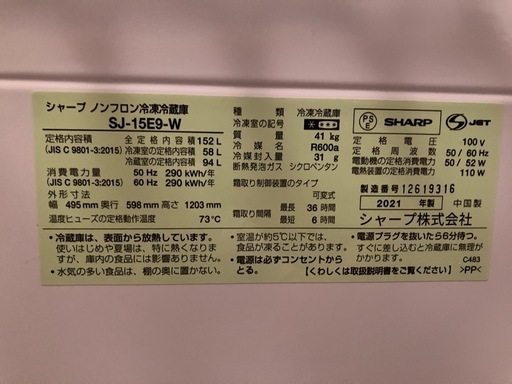 シャープ ノンフロン冷凍冷蔵庫
SJ-15E9-W
定格内容積 全定格内容積 152 L
(JIS C 9801-3:2015) 冷凍室の定格内容積 58 L
冷蔵室の定格内容積 94 L
消費電力量 50 Hz 290 kWh/年
(JIS C 9801-3:2015) 60 Hz 290 kWh/年
外形寸法
幅 495 mm 奥行 598 mm 高さ 1203 mm
温度ヒューズの定格動作温度 73℃
種類 冷凍冷蔵庫
冷凍室の記号
質量 41 kg
冷媒 R600a
冷媒封入量 31 g
断熱発泡ガス シクロペンタン
霜取り制御装置のタイプ
可変式
霜取り間隔 最長 36 時間
最短 6 時間
PS
E
SHARP
JET
定格電圧 100 V
定格周波数 50 / 60 Hz
電動機の定格消費電力 50 / 52 W
電熱装置の定格消費電力 110 W
製造番号 12619316
2021 年製 中国製
シャープ株式会社
・冷蔵庫は、表面から放熱しています。
使いはじめや夏場は、特に熱くなりま
すが、庫内の食品には影響ありません。
・水気の多い食品は、棚の奥に置かない。
・室温が約5℃以下では、
食品が凍ることがあります。
・電源は必ずコンセントから
とる。
・電源プラグを抜いたら6分待つ。
すぐに差し込むと冷蔵庫に無理が
かかります。
C483
【くわしくは取扱説明書をご覧ください】 >PP<